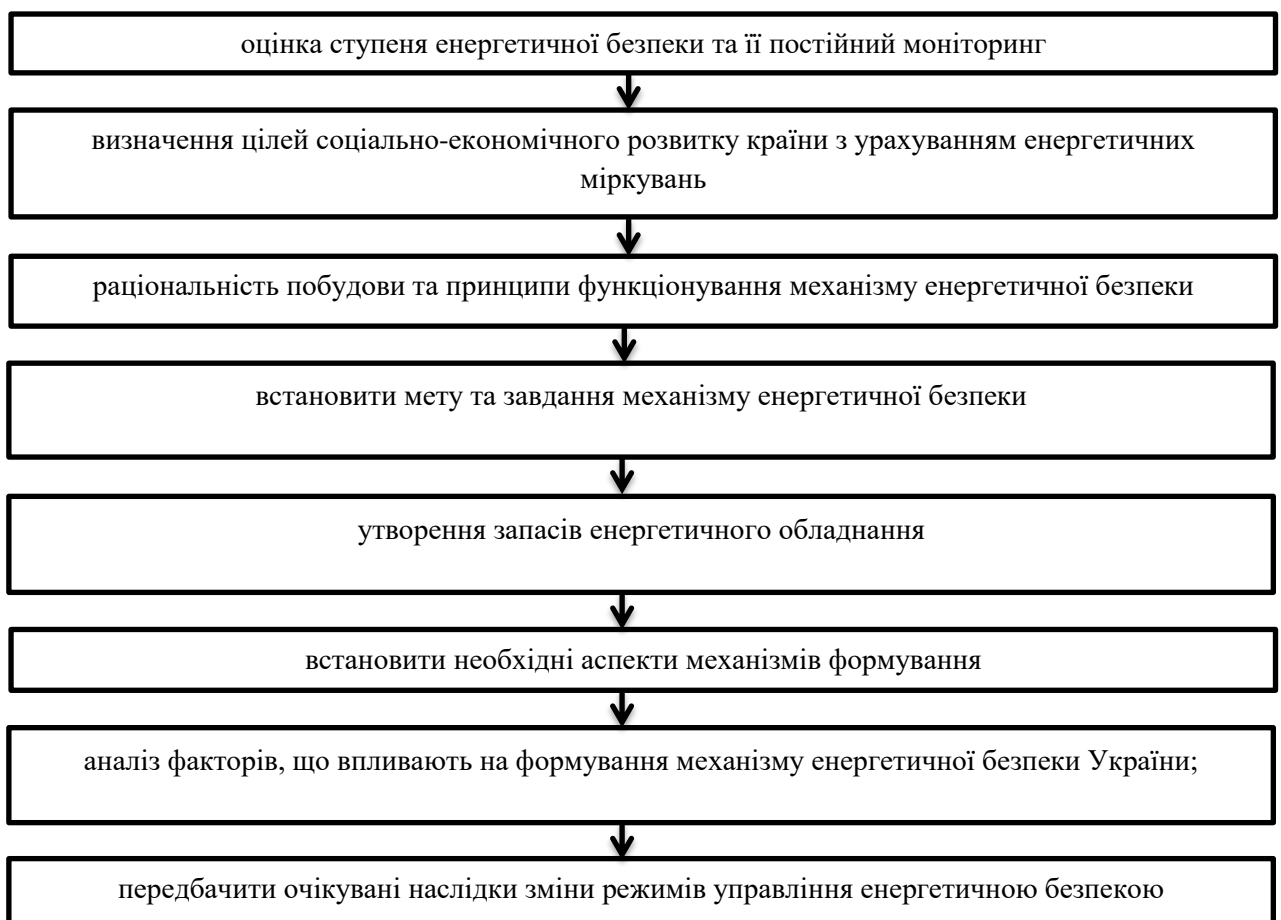 оцінка ступеня енергетичної безпеки та її постійний моніторинг
визначення цілей соціально-економічного розвитку країни з урахуванням енергетичних
міркувань
раціональність побудови та принципи функціонування механізму енергетичної безпеки
встановити мету та завдання механізму енергетичної безпеки
утворення запасів енергетичного обладнання
встановити необхідні аспекти механізмів формування
аналіз факторів, що впливають на формування механізму енергетичної безпеки України;
передбачити очікувані наслідки зміни режимів управління енергетичною безпекою